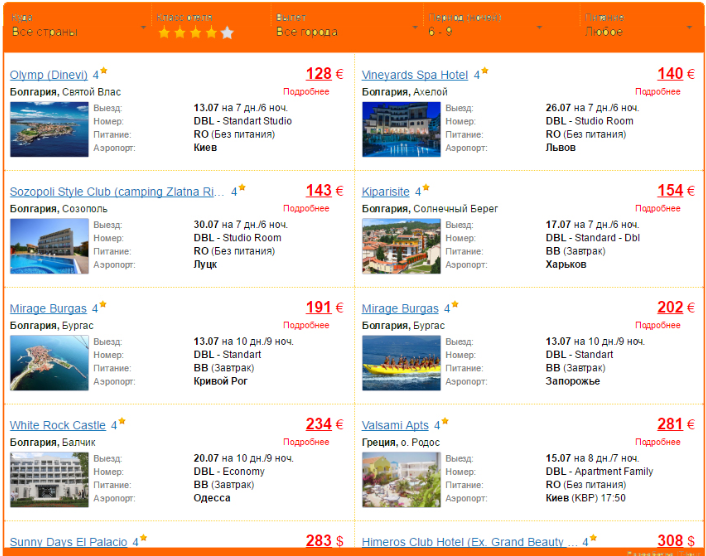 Куда Класс отеля Вылет Период (ночей) Питание
Все страны Все города 6 - 9 Любое
Olymp (Dinevi) 4 128 €
Болгария, Святой Влас Подробнее
Выезд: 13.07 на 7 дн./6 ноч.
Номер: DBL - Standart Studio
Питание: RO (Без питания)
Аэропорт: Киев
Vineyards Spa Hotel 4 140 €
Болгария, Ахелой Подробнее
Выезд: 26.07 на 7 дн./6 ноч.
Номер: DBL - Studio Room
Питание: RO (Без питания)
Аэропорт: Львов
Sozopoli Style Club (camping Zlatna Ri... 4 143 €
Болгария, Созополь Подробнее
Выезд: 30.07 на 7 дн./6 ноч.
Номер: DBL - Studio Room
Питание: RO (Без питания)
Аэропорт: Луцк
Kiparisite 4 154 €
Болгария, Солнечный Берег Подробнее
Выезд: 17.07 на 7 дн./6 ноч.
Номер: DBL - Standard - Dbl
Питание: BB (Завтрак)
Аэропорт: Харьков
Mirage Burgas 4 191 €
Болгария, Бургас Подробнее
Выезд: 13.07 на 10 дн./9 ноч.
Номер: DBL - Standart
Питание: BB (Завтрак)
Аэропорт: Кривой Рог
Mirage Burgas 4 202 €
Болгария, Бургас Подробнее
Выезд: 13.07 на 10 дн./9 ноч.
Номер: DBL - Standart
Питание: BB (Завтрак)
Аэропорт: Запорожье
White Rock Castle 4 234 €
Болгария, Балчик Подробнее
Выезд: 20.07 на 10 дн./9 ноч.
Номер: DBL - Economy
Питание: BB (Завтрак)
Аэропорт: Одесса
Valsami Apts 4 281 €
Греция, о. Родос Подробнее
Выезд: 15.07 на 8 дн./7 ноч.
Номер: DBL - Apartment Family
Питание: RO (Без питания)
Аэропорт: Киев (KBP) 17:50
Sunny Days El Palacio 4 283 $
Himeros Club Hotel (Ex. Grand Beauty ... 4 308 $